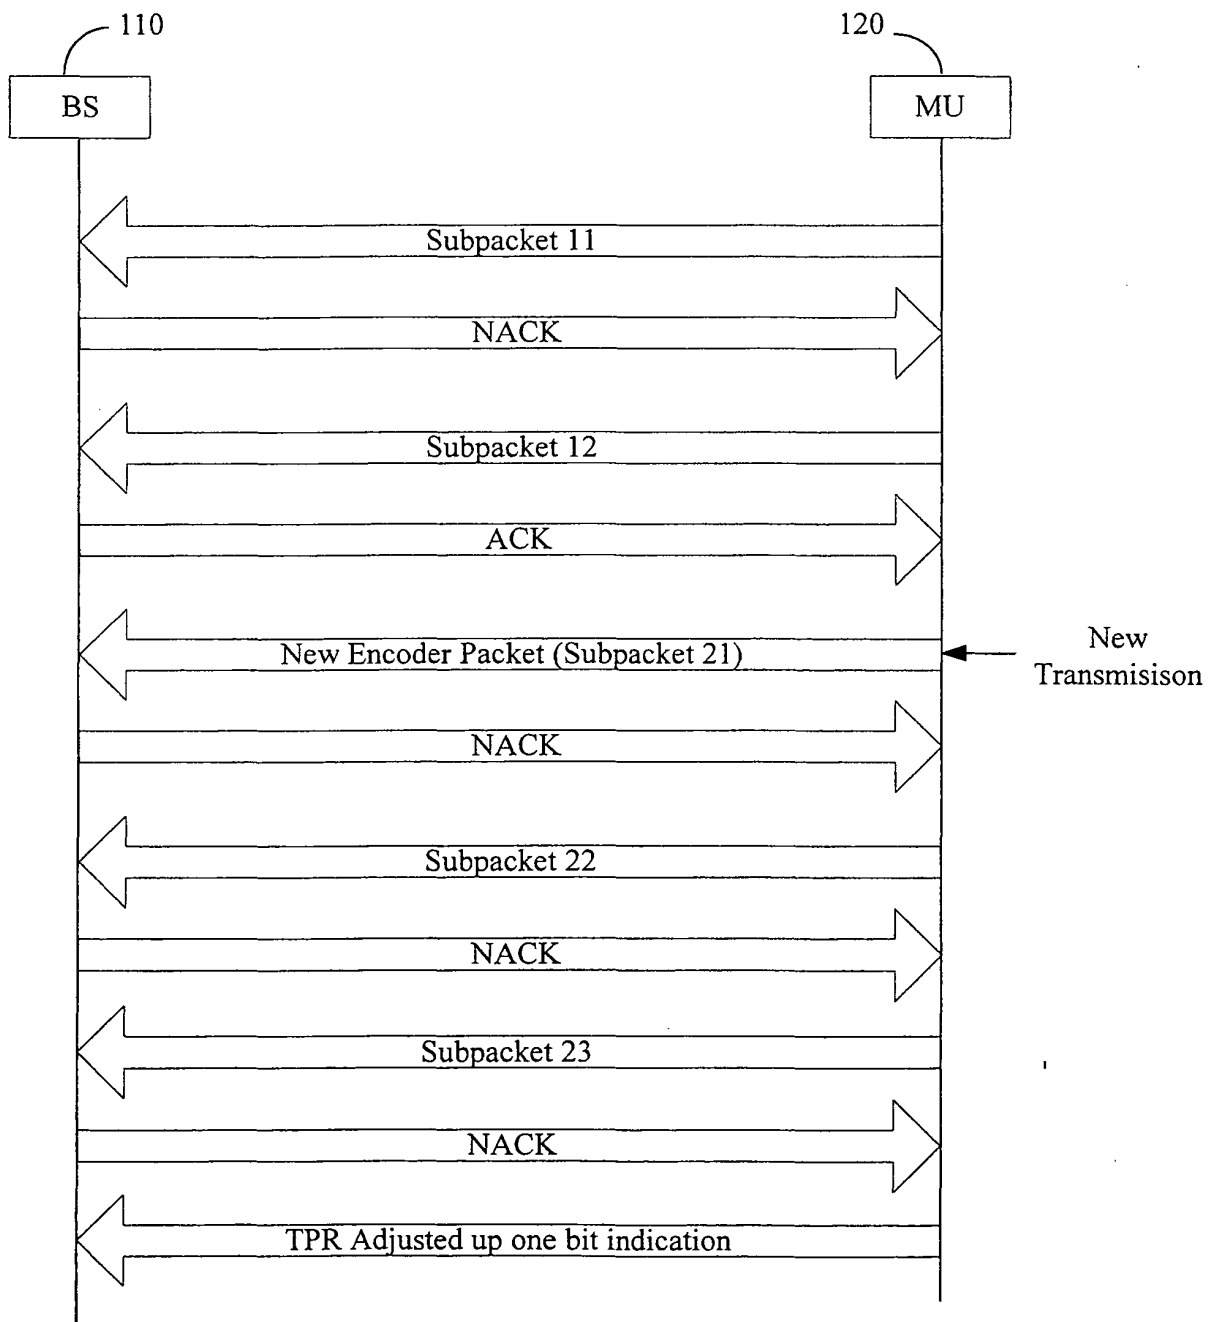 110
120
BS
MU
Subpacket 11
NACK
Subpacket 12
ACK
New Encoder Packet (Subpacket 21)
New
Transmisison
NACK
Subpacket 22
NACK
Subpacket 23
NACK
TPR Adjusted up one bit indication